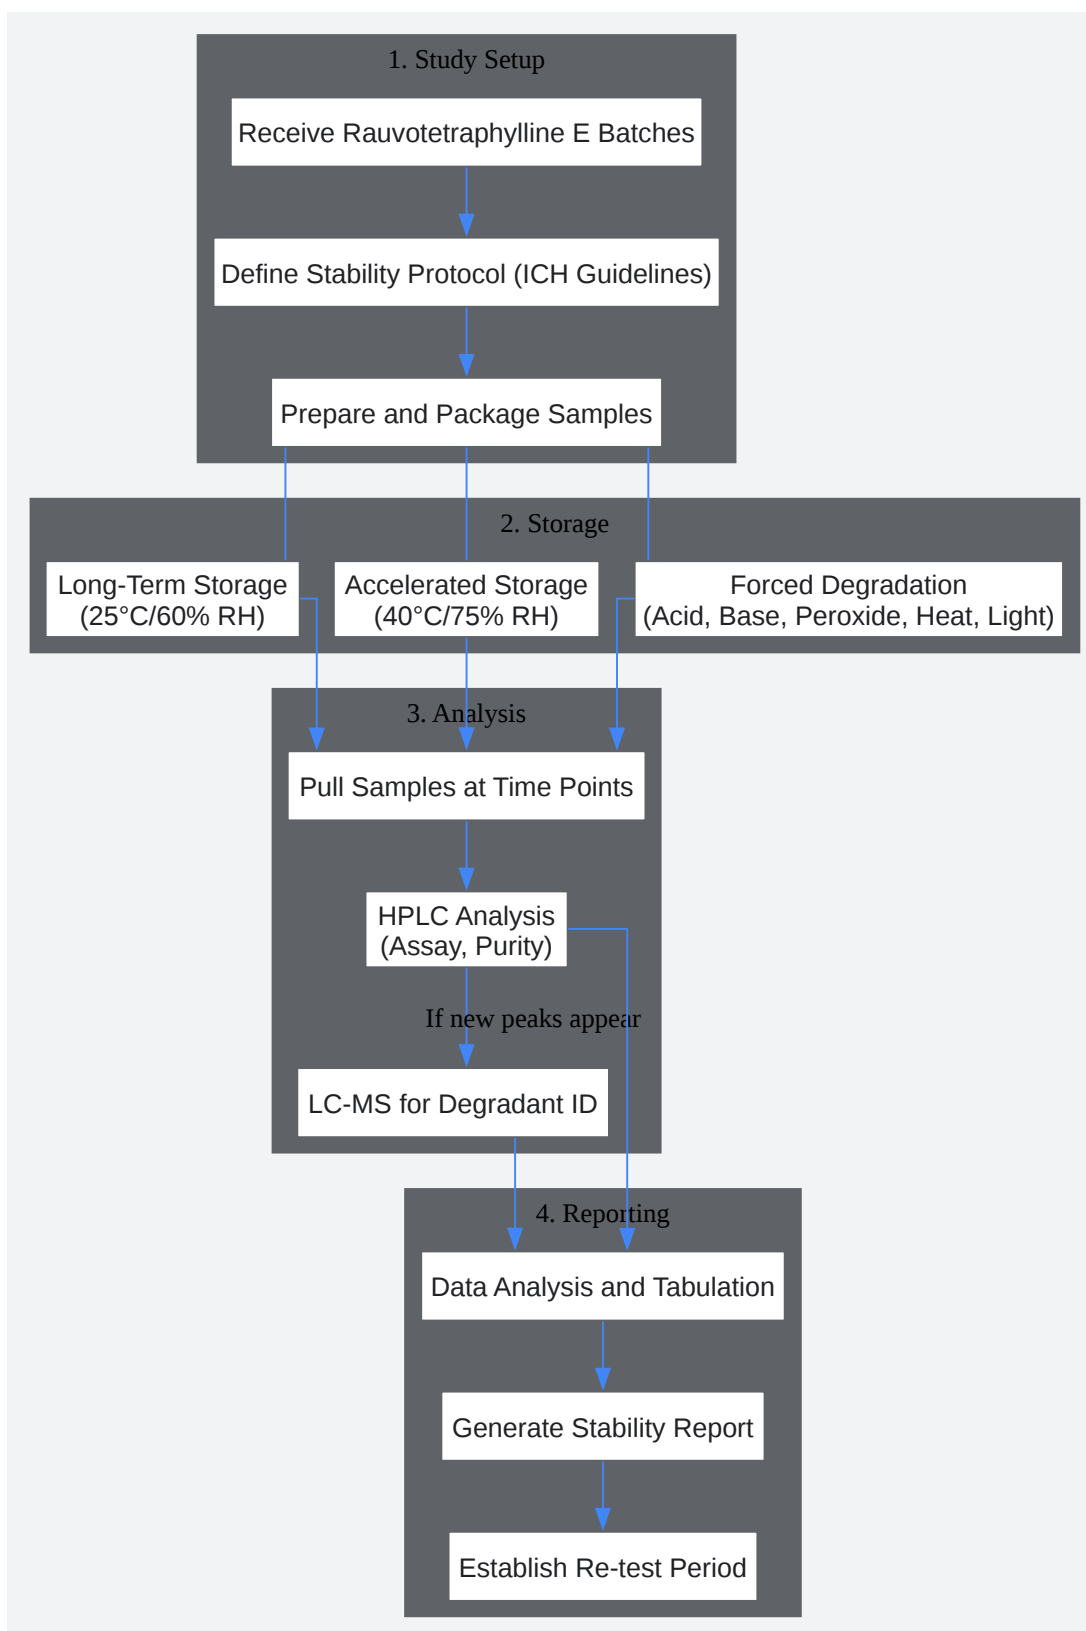 1. Study Setup
Receive Rauvotetraphylline E Batches
Define Stability Protocol (ICH Guidelines)
Prepare and Package Samples
2. Storage
Long-Term Storage
(25°C/60% RH)
Accelerated Storage
(40°C/75% RH)
Forced Degradation
(Acid, Base, Peroxide, Heat, Light)
3. Analysis
Pull Samples at Time Points
HPLC Analysis
(Assay, Purity)
If new peaks appear
LC-MS for Degradant ID
4. Reporting
Data Analysis and Tabulation
Generate Stability Report
Establish Re-test Period